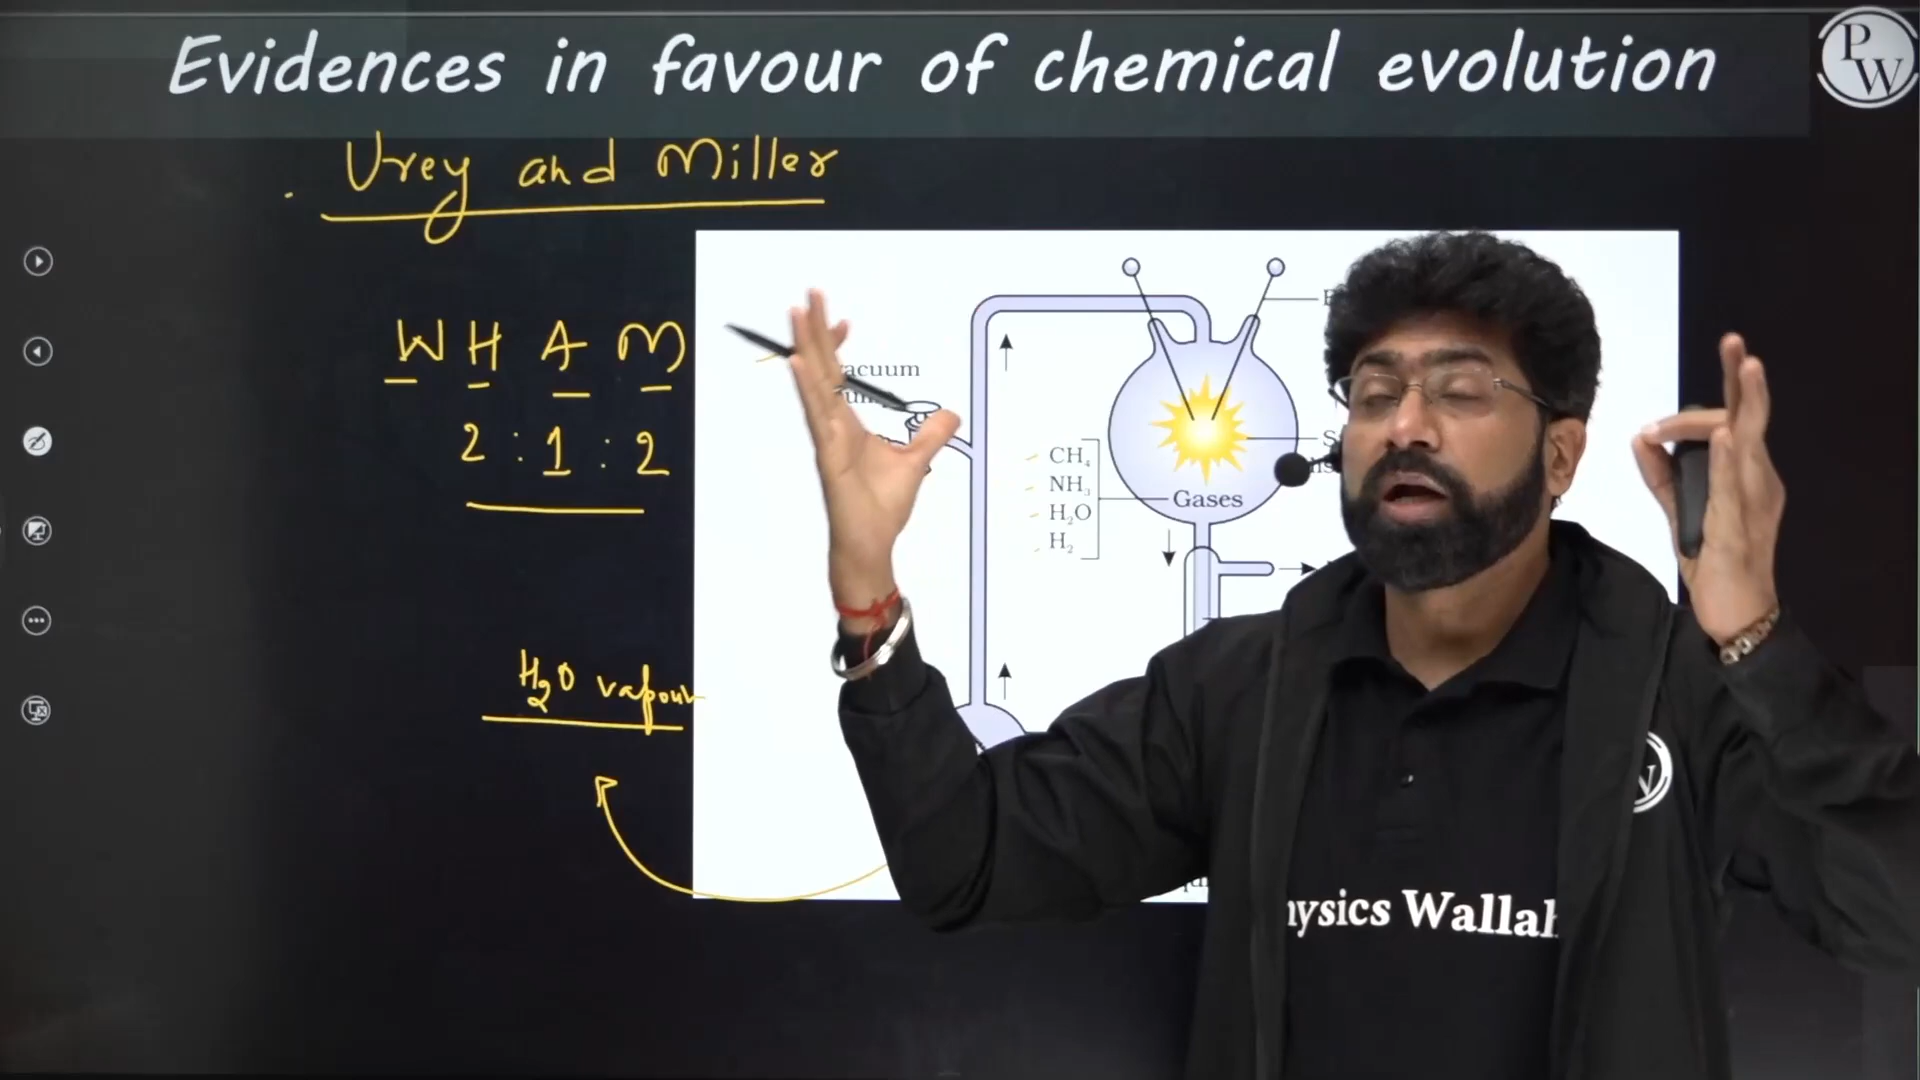 Evidences in favour of chemical evolution
PW
Urey and Miller
W H A M
2 : 1 : 2
vacuum
CH4
NH3
H2O
H2
Gases
H2O vapour
Physics Wallah